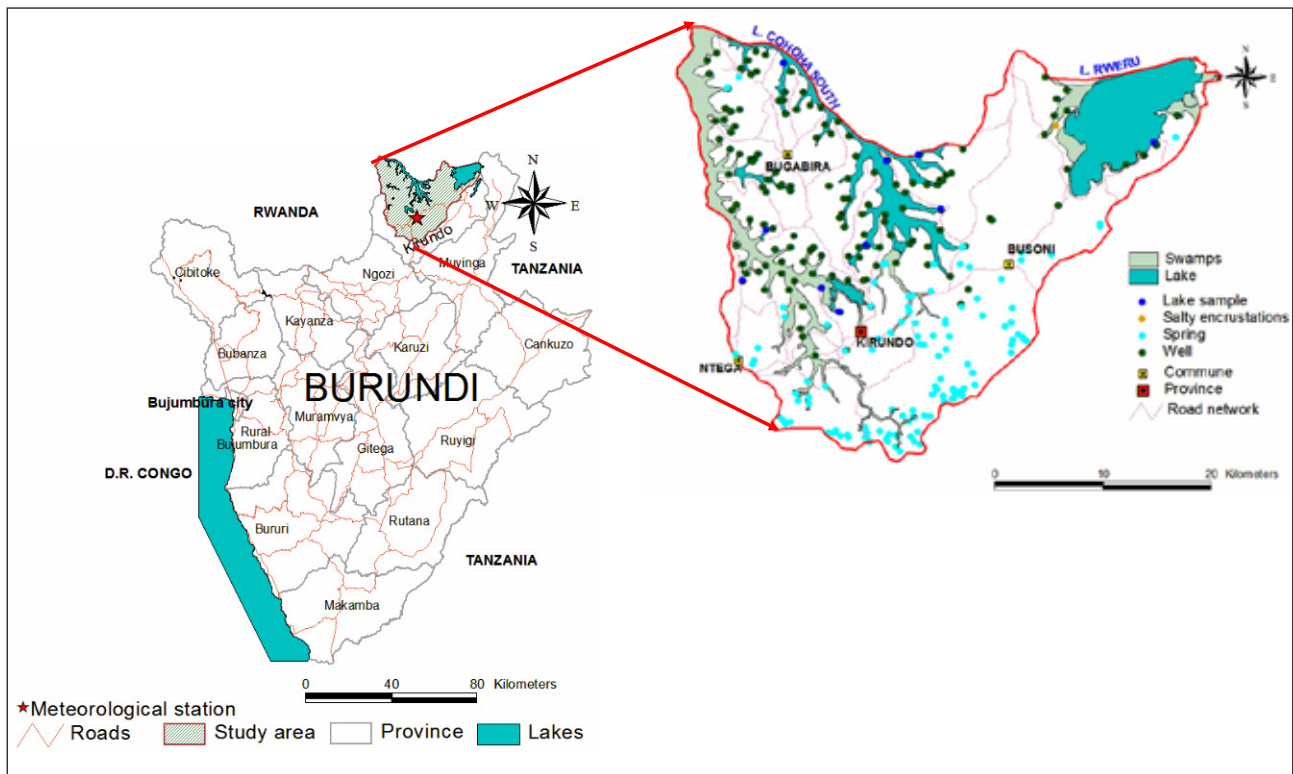 RWANDA
TANZANIA
D.R. CONGO
TANZANIA
N
W
E
S
Kirundo
Muyinga
Ngozi
Cibitoke
Kayanza
Karuzi
Cankuzo
Bubanza
BURUNDI
Bujumbura city
Muramvya
Rural
Bujumbura
Gitega
Ruyigi
Bururi
Rutana
Makamba
0 40 80 Kilometers
Meteorological station
Roads
Study area
Province
Lakes
L. COHOHA SOUTH
L. RWERU
N
E
S
BUGABIRA
BUSONI
KIRUNDO
NTEGA
Swamps
Lake
Lake sample
Salty encrustations
Spring
Well
Commune
Province
Road network
0 10 20 Kilometers